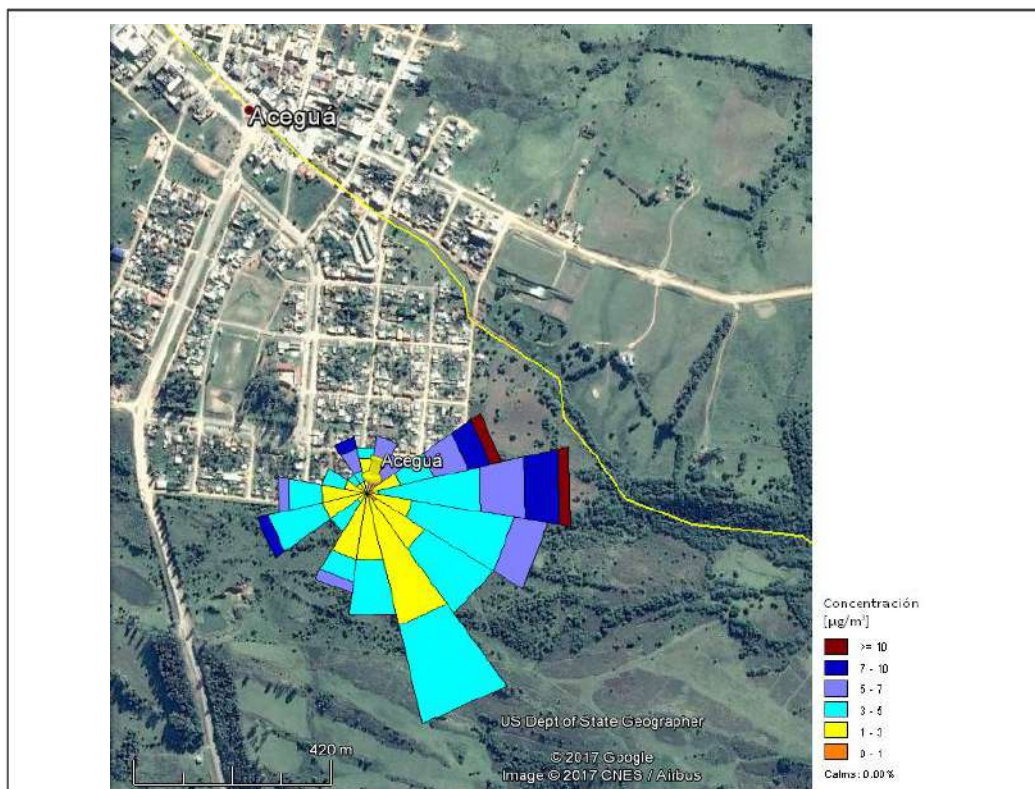 Aceguá
Aceguá
Concentración
[µg/m³]
>= 10
7 - 10
5 - 7
3 - 5
1 - 3
0 - 1
Calms: 0.00%
US Dept of State Geographer
420 m
© 2017 Google
Image © 2017 CNES / Airbus